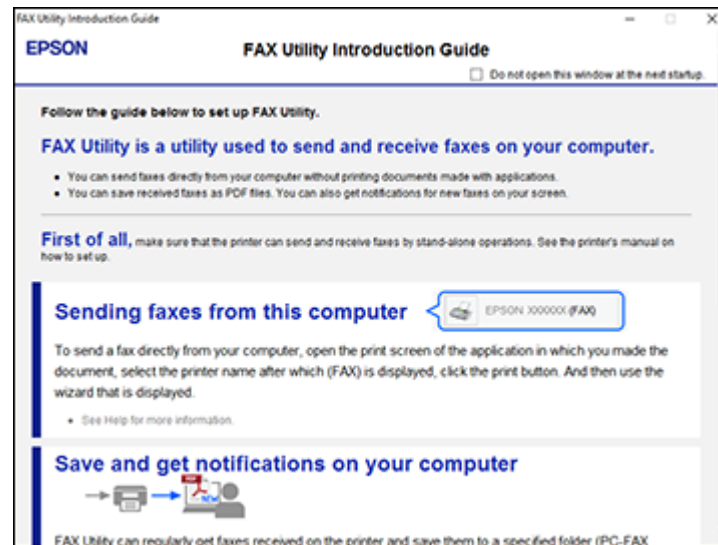 FAX Utility Introduction Guide
EPSON
FAX Utility Introduction Guide
Do not open this window at the next startup.
Follow the guide below to set up FAX Utility.
FAX Utility is a utility used to send and receive faxes on your computer.
• You can send faxes directly from your computer without printing documents made with applications.
• You can save received faxes as PDF files. You can also get notifications for new faxes on your screen.
First of all, make sure that the printer can send and receive faxes by stand-alone operations. See the printer's manual on
how to set up.
Sending faxes from this computer
EPSON XXXXXX (FAX)
To send a fax directly from your computer, open the print screen of the application in which you made the
document, select the printer name after which (FAX) is displayed, click the print button. And then use the
wizard that is displayed.
• See Help for more information.
Save and get notifications on your computer
PDF
NEW
FAX Utility can regularly get faxes received on the printer and save them to a specified folder (PC-FAX